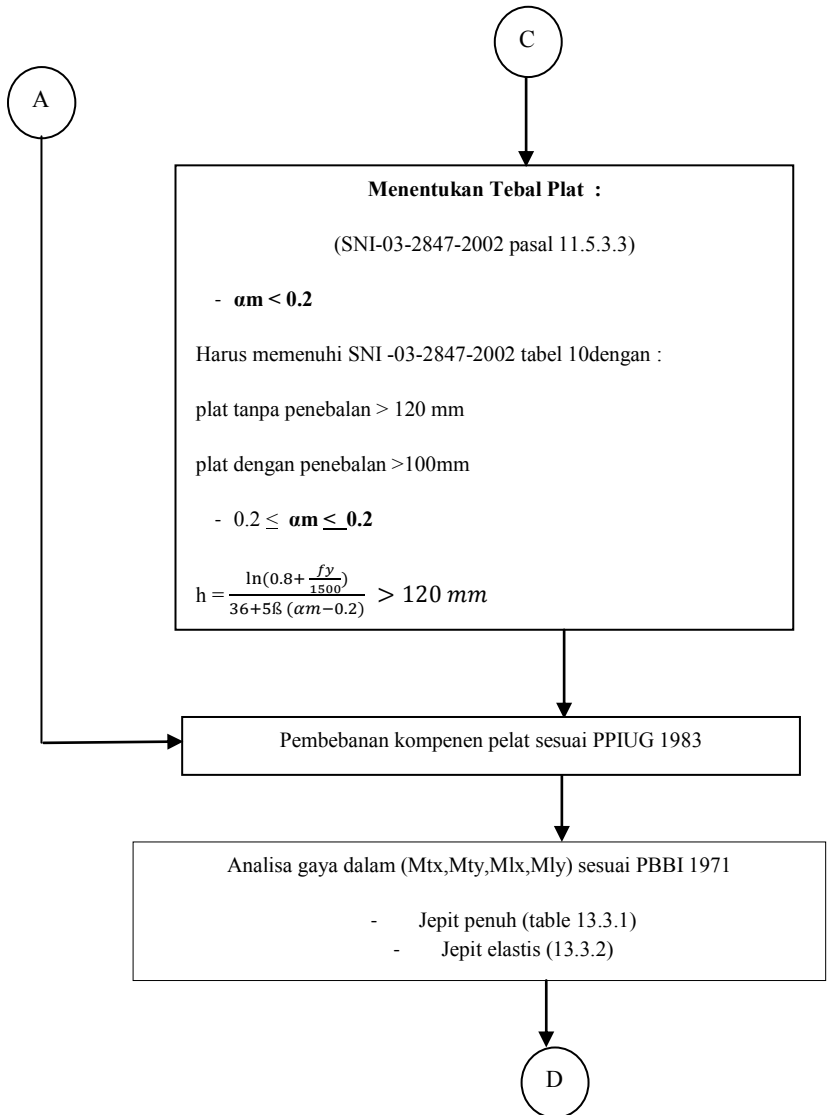 C
A
Menentukan Tebal Plat :
(SNI-03-2847-2002 pasal 11.5.3.3)
- αm < 0.2
Harus memenuhi SNI -03-2847-2002 tabel 10dengan :
plat tanpa penebalan > 120 mm
plat dengan penebalan >100mm
- 0.2 ≤ αm ≤ 0.2
h = ln(0.8+fy/1500)/36+5ß (αm−0.2) > 120 mm
Pembebanan kompenen pelat sesuai PPIUG 1983
Analisa gaya dalam (Mtx,Mty,Mlx,Mly) sesuai PBBI 1971
- Jepit penuh (table 13.3.1)
- Jepit elastis (13.3.2)
D